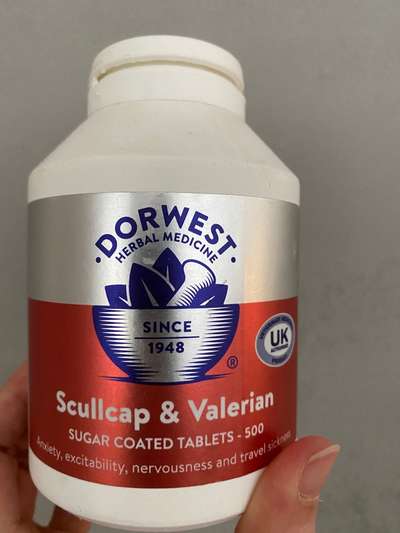 ·DORWEST·
HERBAL MEDICINE
SINCE
1948
®
UK
Scullcap & Valerian
SUGAR COATED TABLETS - 500
Anxiety, excitability, nervousness and travel sickness